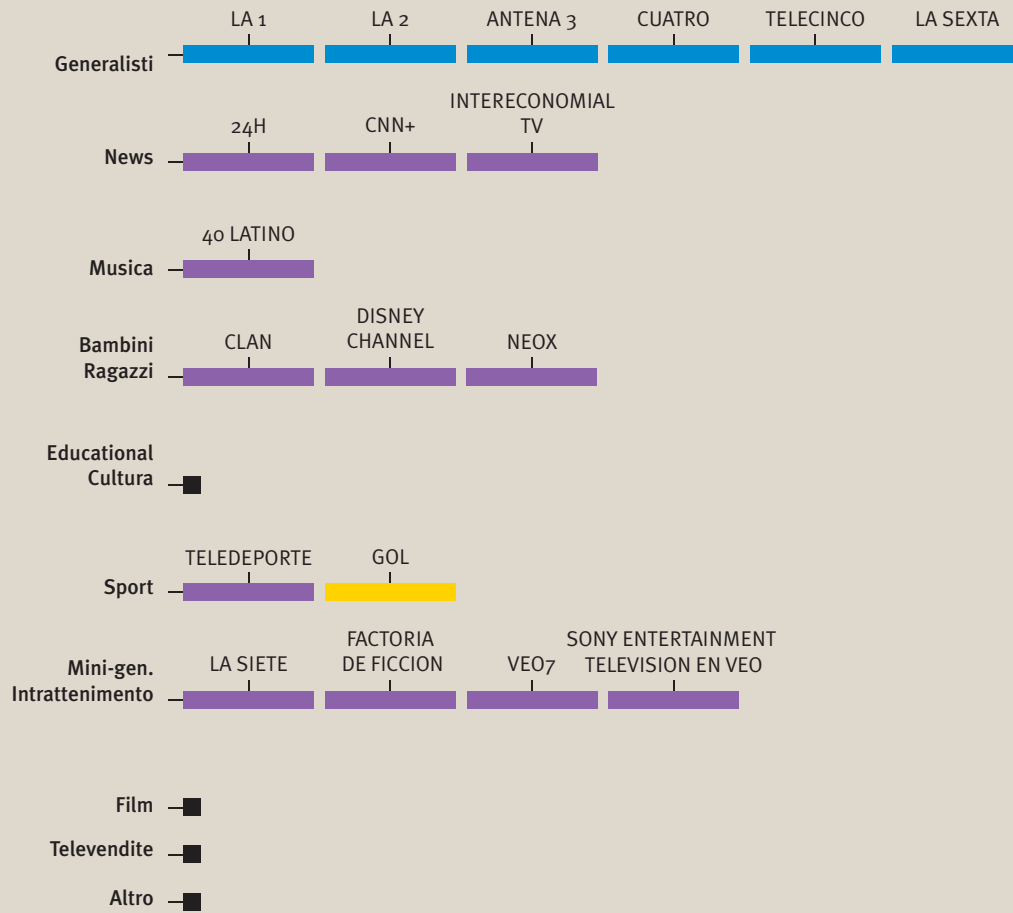 LA 1 LA 2 ANTENA 3 CUATRO TELECINCO LA SEXTA
Generalisti
INTERECONOMIAL
24H CNN+ TV
News
40 LATINO
Musica
DISNEY
Bambini CLAN CHANNEL NEOX
Ragazzi
Educational
Cultura
TELEDEPORTE GOL
Sport
FACTORIA SONY ENTERTAINMENT
Mini-gen. LA SIETE DE FICCION VEO7 TELEVISION EN VEO
Intrattenimento
Film
Televendite
Altro